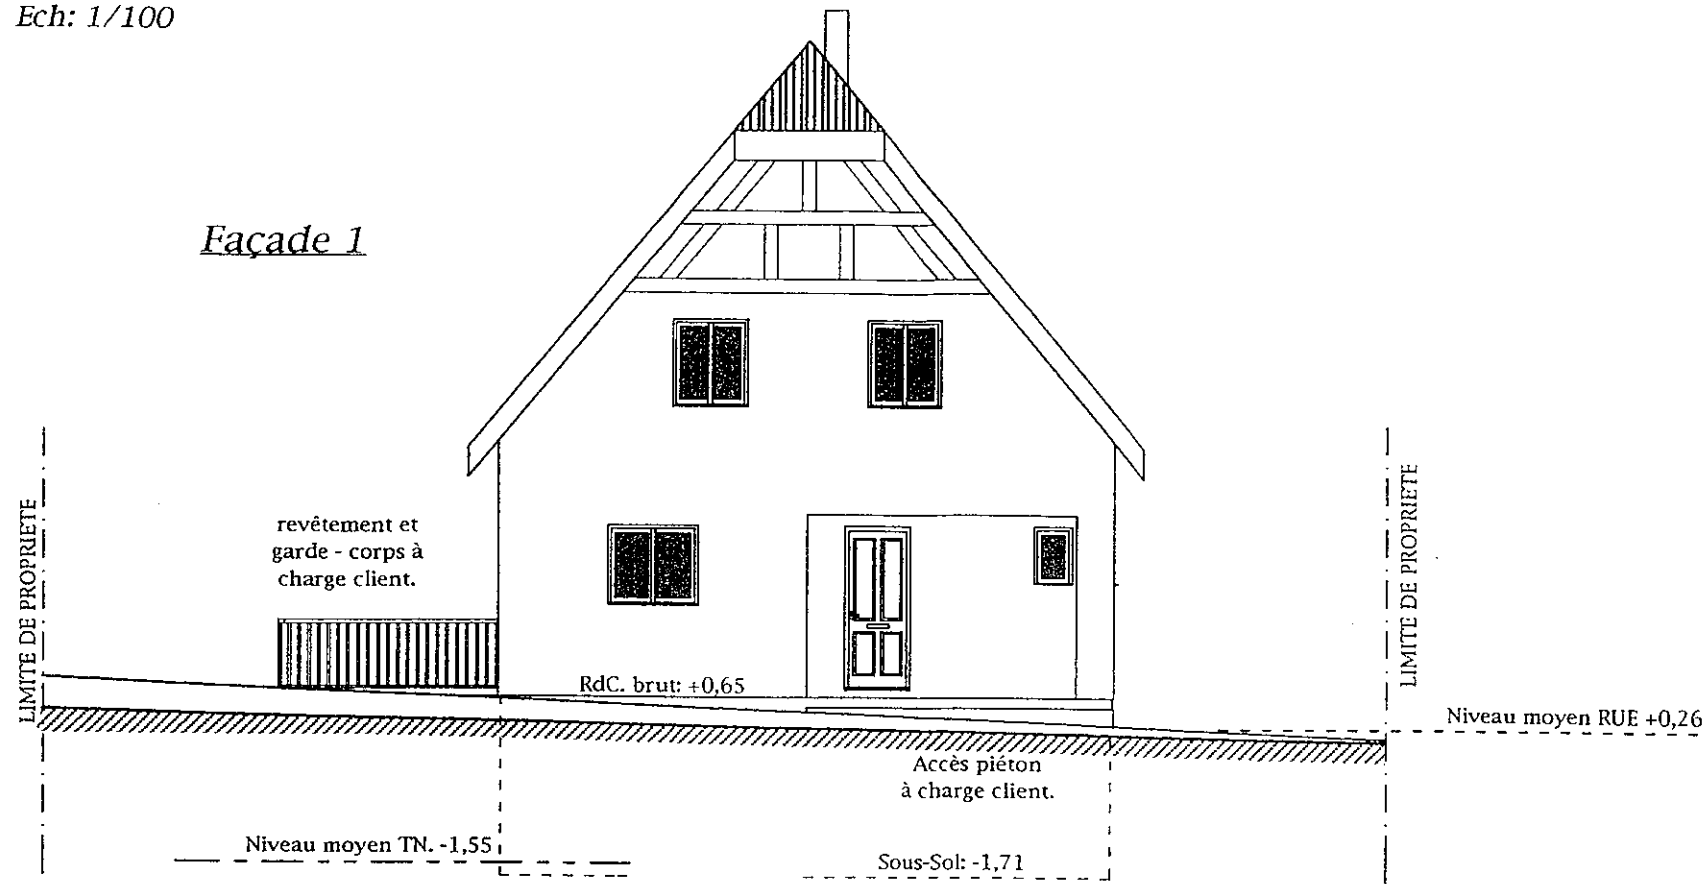 Ech: 1/100
Façade 1
LIMITE DE PROPRIETE
revêtement et
garde - corps à
charge client.
LIMITE DE PROPRIETE
RdC. brut: +0,65
Niveau moyen RUE +0,26
Accès piéton
à charge client.
Niveau moyen TN. -1,55
Sous-Sol: -1,71